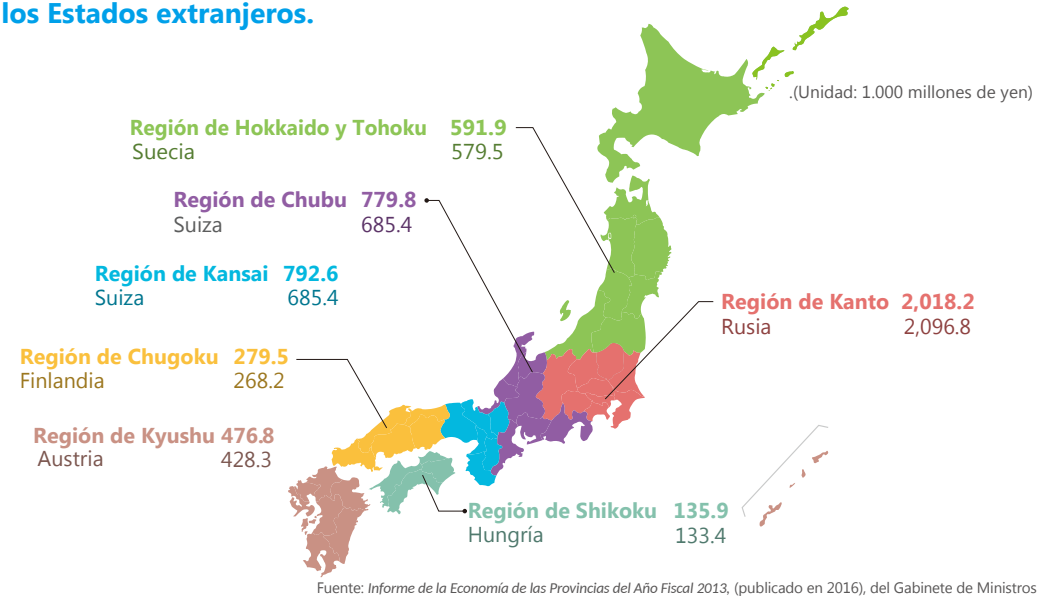 los Estados extranjeros.
.(Unidad: 1.000 millones de yen)
Región de Hokkaido y Tohoku 591.9
Suecia 579.5
Región de Chubu 779.8
Suiza 685.4
Región de Kansai 792.6
Suiza 685.4
Región de Kanto 2,018.2
Rusia 2,096.8
Región de Chugoku 279.5
Finlandia 268.2
Región de Kyushu 476.8
Austria 428.3
Región de Shikoku 135.9
Hungría 133.4
Fuente: Informe de la Economía de las Provincias del Año Fiscal 2013, (publicado en 2016), del Gabinete de Ministros